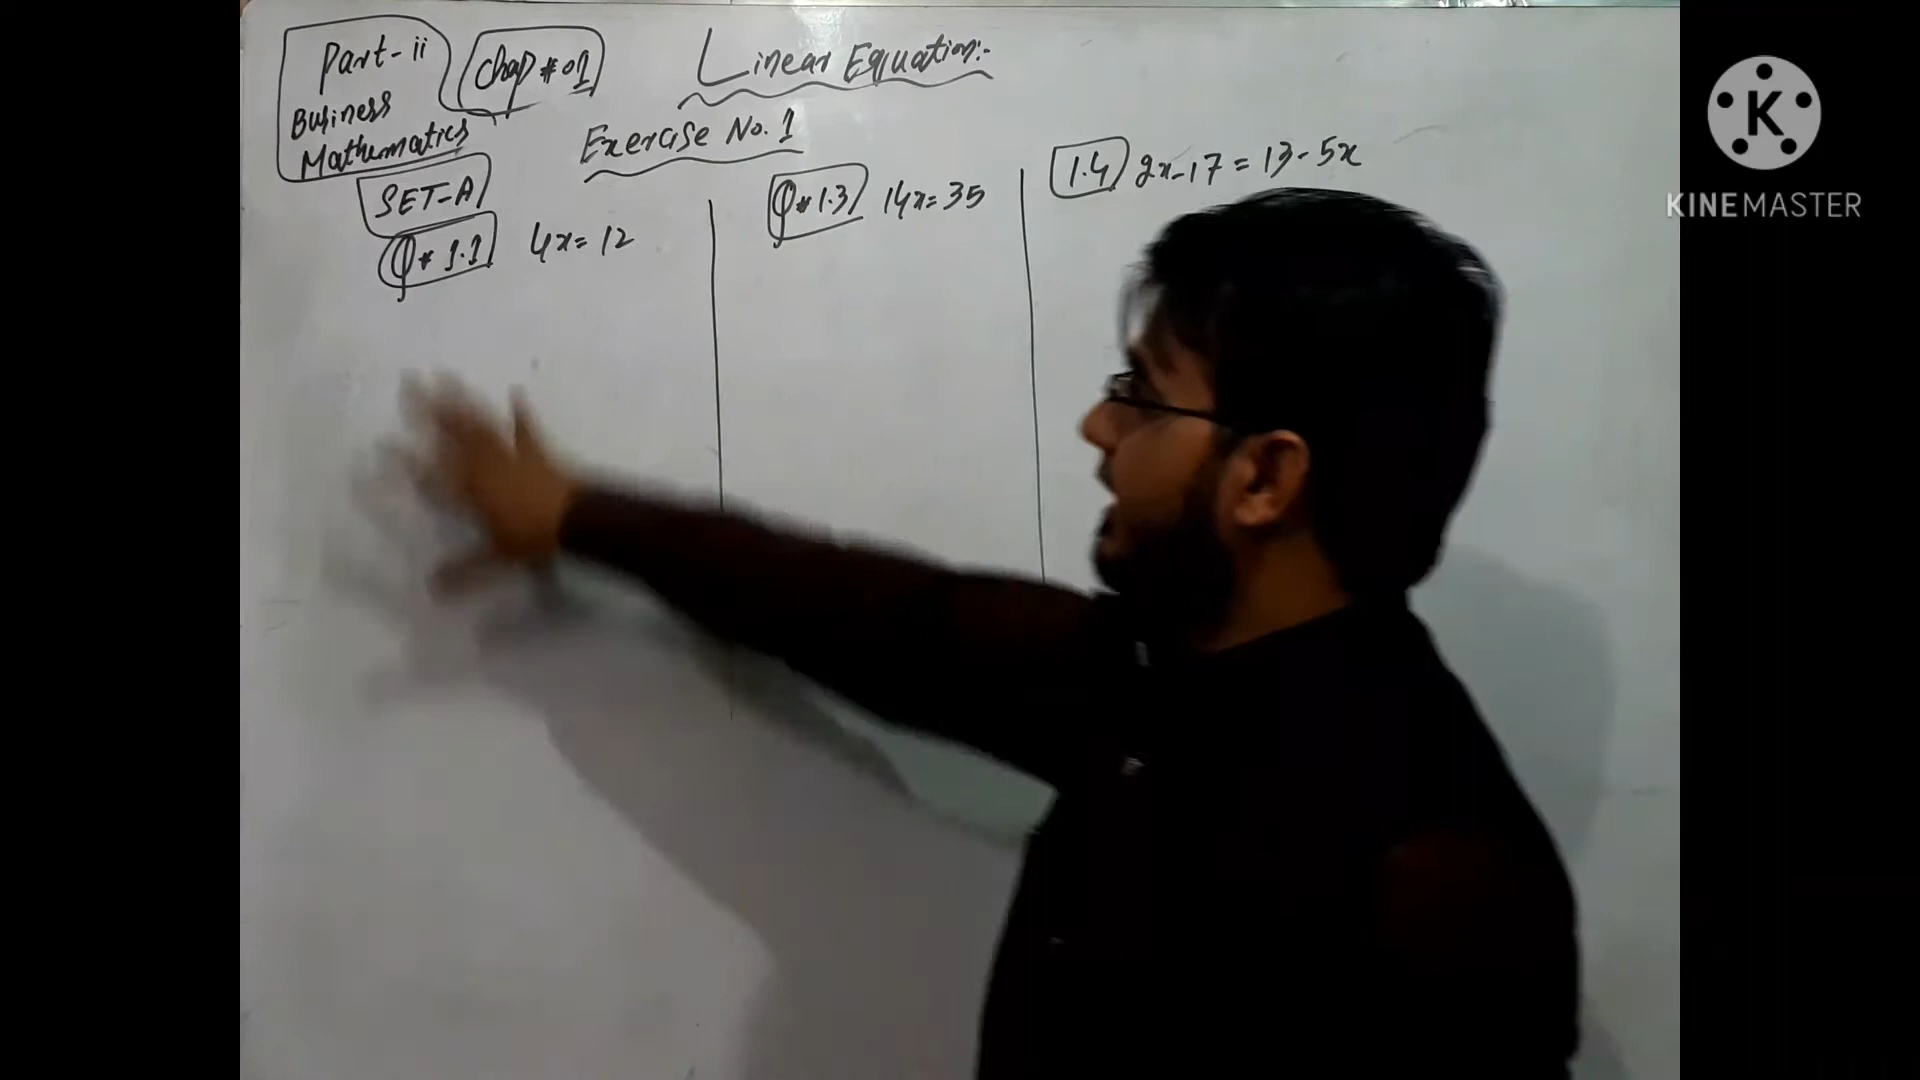 Part-ii
Business
Mathematics
Chap # 01
Linear Equation:-
Exercise No. 1
SET-A
Q # 1.1 4x = 12
Q # 1.3 14x = 35
1.4 2x-17 = 13-5x
K
KINEMASTER